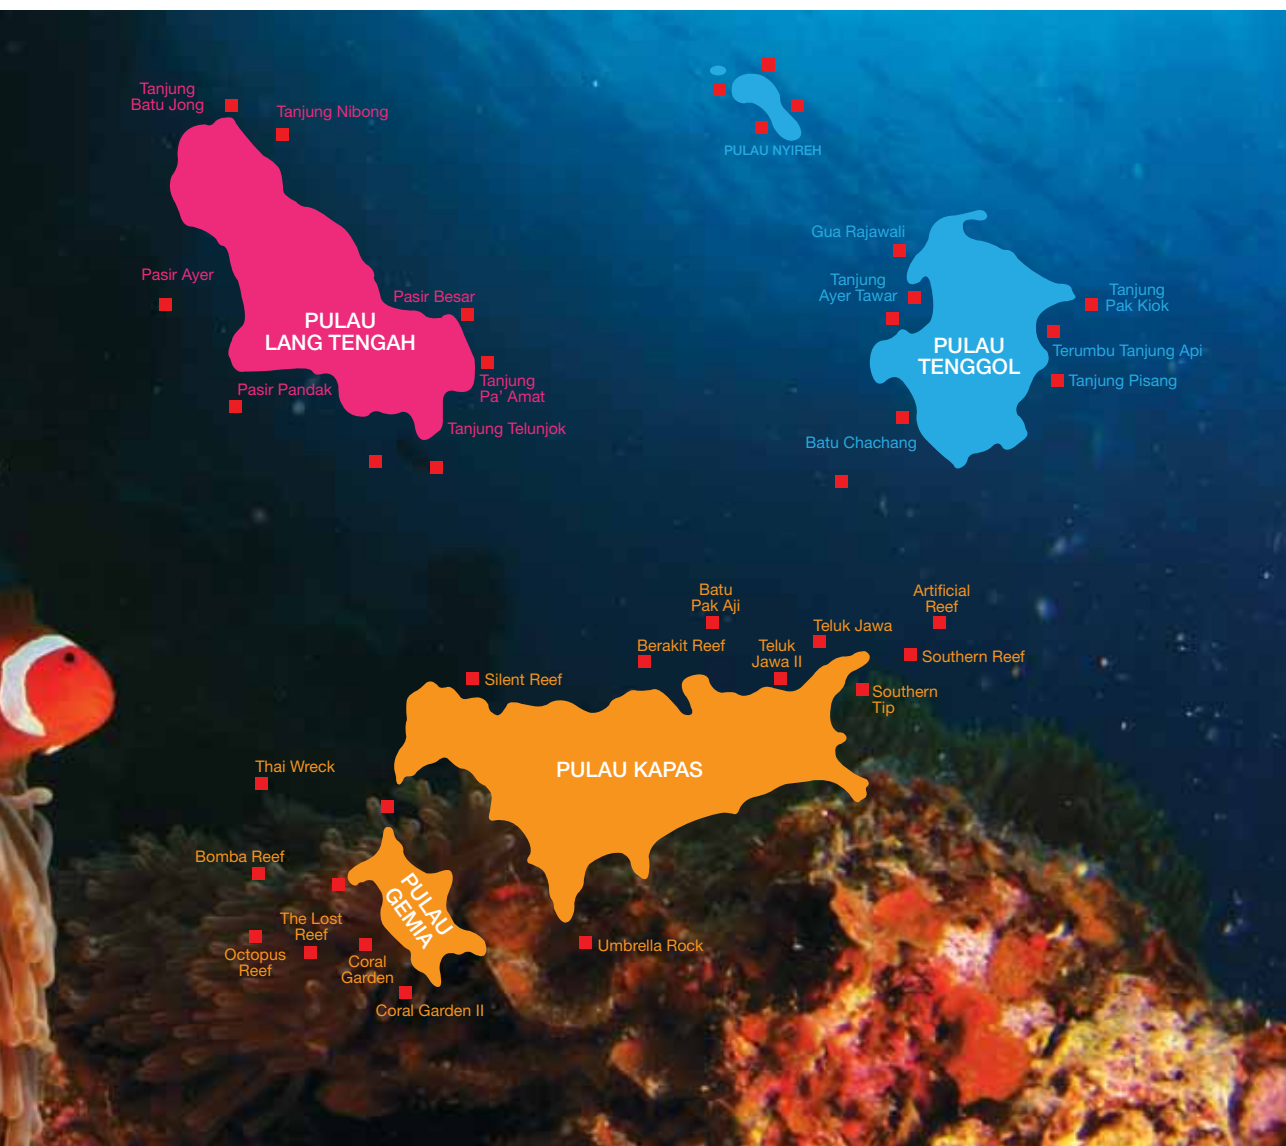 Tanjung
Batu Jong
Tanjung Nibong
PULAU NYIREH
Pasir Ayer
Pasir Besar
PULAU
LANG TENGAH
Pasir Pandak
Tanjung
Pa' Amat
Tanjung Telunjok
Gua Rajawali
Tanjung
Ayer Tawar
Tanjung
Pak Kiok
PULAU
TENGGOL
Terumbu Tanjung Api
Tanjung Pisang
Batu Chachang
Batu
Pak Aji
Artificial
Reef
Teluk Jawa
Berakit Reef
Teluk
Jawa II
Southern Reef
Silent Reef
Southern
Tip
PULAU KAPAS
Thai Wreck
Bomba Reef
PULAU
GEMIA
The Lost
Reef
Octopus
Reef
Coral
Garden
Umbrella Rock
Coral Garden II